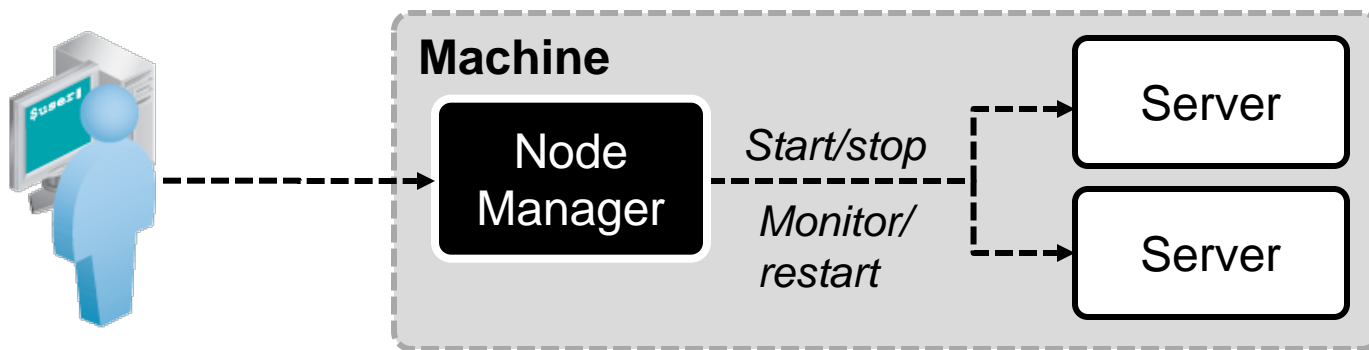 $user1
Machine
Node
Manager
Start/stop
Monitor/
restart
Server
Server